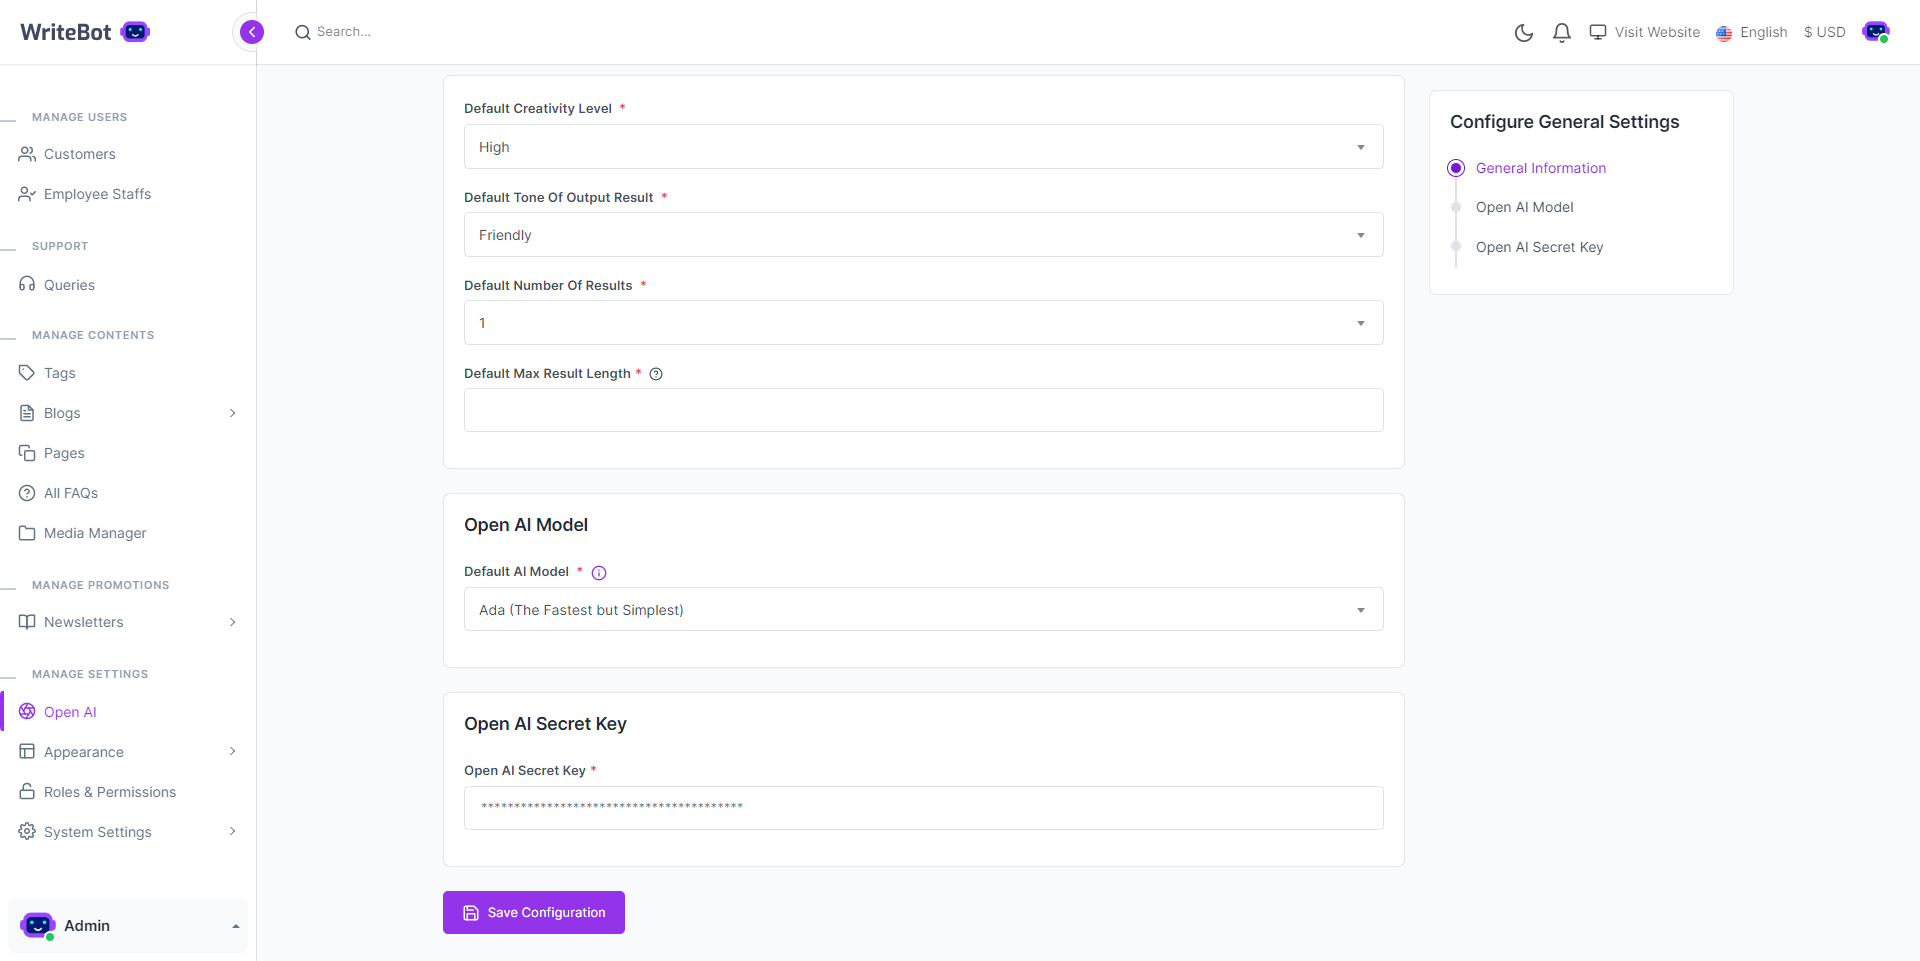 WriteBot
Search...
Visit Website
English
$ USD
MANAGE USERS
Customers
Employee Staffs
SUPPORT
Queries
MANAGE CONTENTS
Tags
Blogs
Pages
All FAQs
Media Manager
MANAGE PROMOTIONS
Newsletters
MANAGE SETTINGS
Open AI
Appearance
Roles & Permissions
System Settings
Admin
Default Creativity Level *
High
Default Tone Of Output Result *
Friendly
Default Number Of Results *
1
Default Max Result Length *
Open AI Model
Default AI Model *
Ada (The Fastest but Simplest)
Open AI Secret Key
Open AI Secret Key *
****************************************
Save Configuration
Configure General Settings
General Information
Open AI Model
Open AI Secret Key